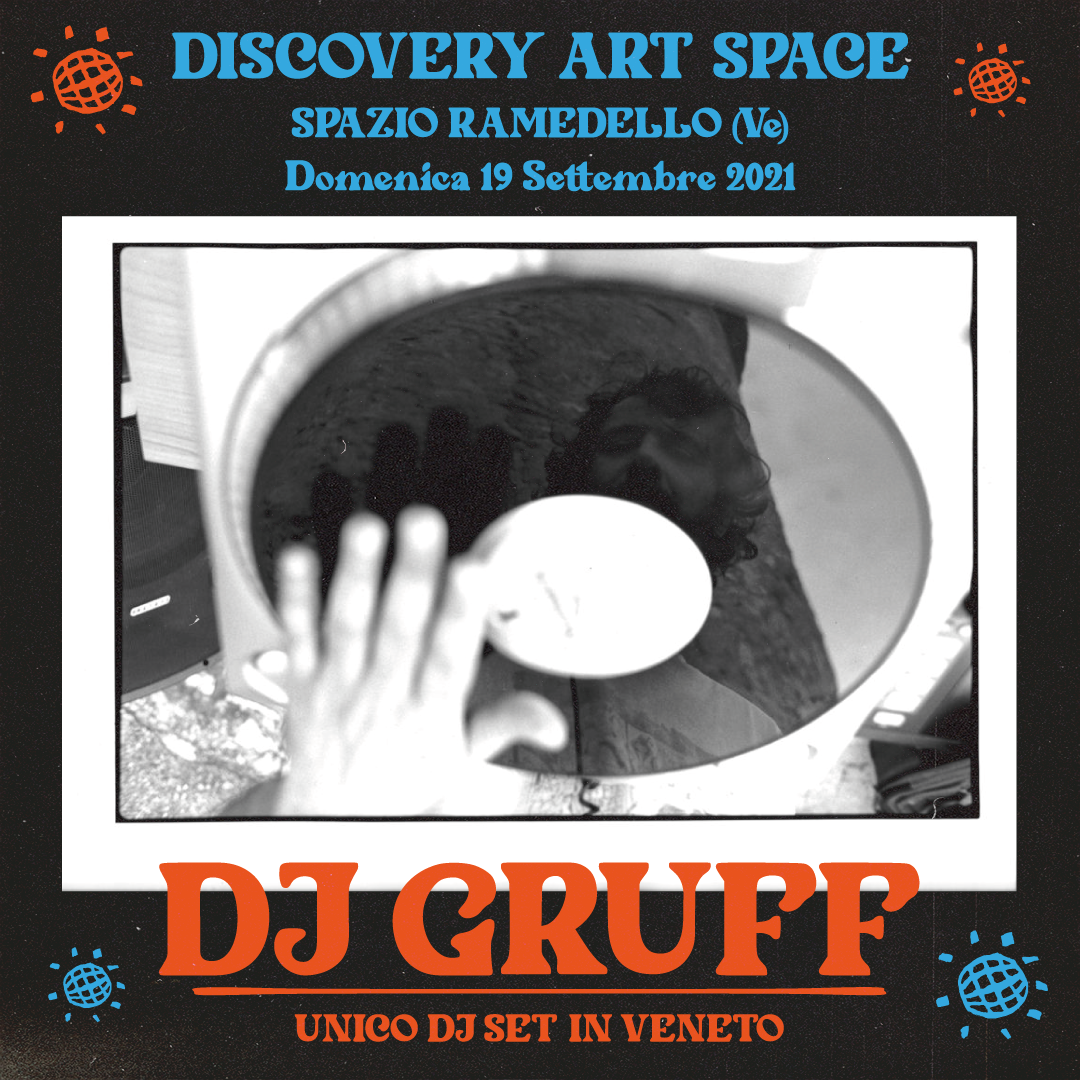 DISCOVERY ART SPACE
SPAZIO RAMEDELLO (Ve)
Domenica 19 Settembre 2021
DJ GRUFF
UNICO DJ SET IN VENETO